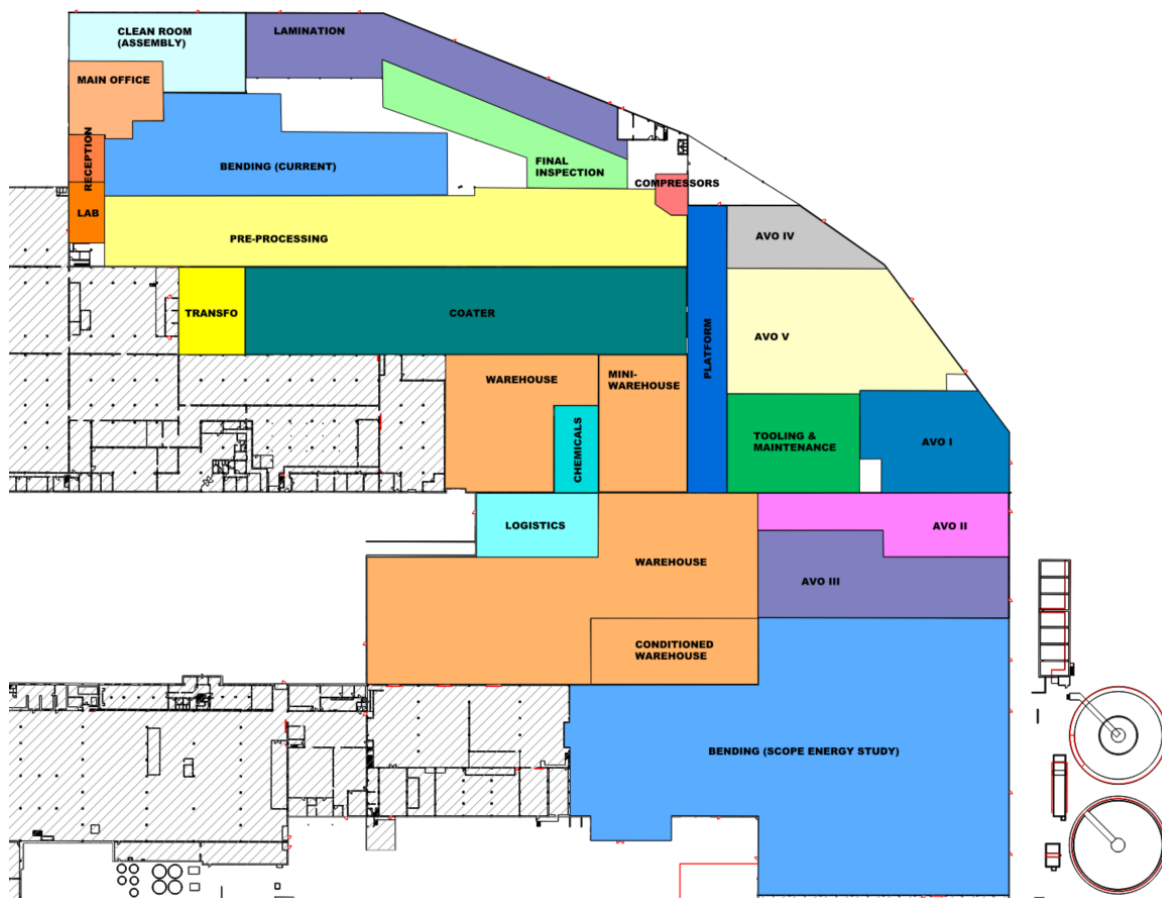 CLEAN ROOM
(ASSEMBLY)
LAMINATION
MAIN OFFICE
RECEPTION
BENDING (CURRENT)
FINAL
INSPECTION
COMPRESSORS
LAB
PRE-PROCESSING
AVO IV
TRANSFO
COATER
PLATFORM
AVO V
WAREHOUSE
MINI-
WAREHOUSE
CHEMICALS
TOOLING &
MAINTENANCE
AVO I
LOGISTICS
AVO II
WAREHOUSE
AVO III
CONDITIONED
WAREHOUSE
BENDING (SCOPE ENERGY STUDY)